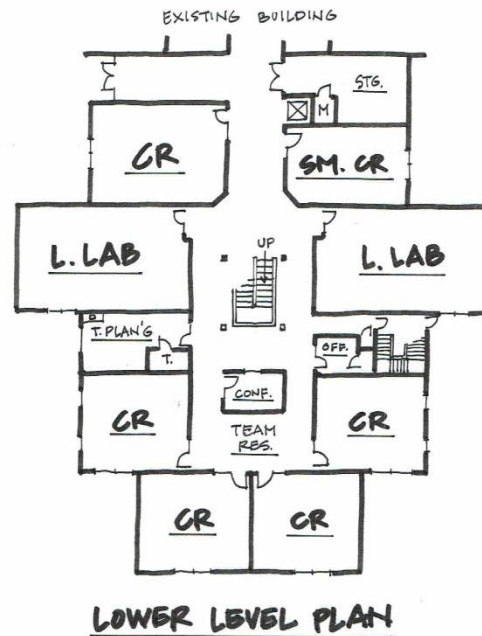 EXISTING BUILDING
STG.
M
CR
SM. CR
L. LAB
UP
L. LAB
T. PLAN'G
T.
OFF.
CONF.
CR
TEAM
RES.
CR
CR
CR
LOWER LEVEL PLAN